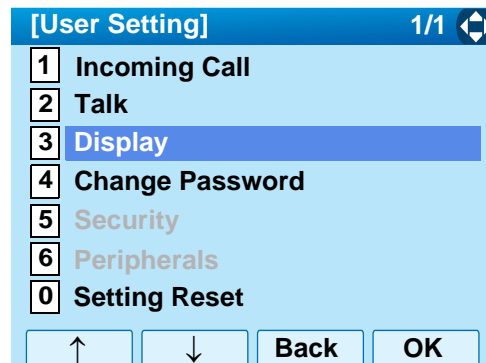 [User Setting] 1/1
1 Incoming Call
2 Talk
3 Display
4 Change Password
5 Security
6 Peripherals
0 Setting Reset
↑ ↓ Back OK